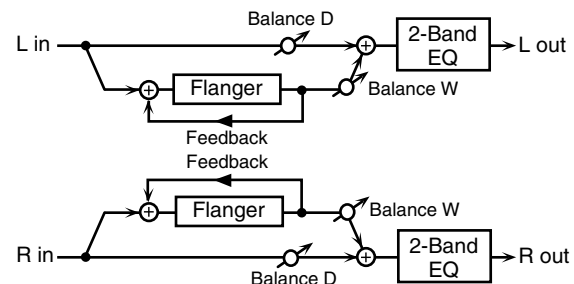 Balance D
L in
2-Band
EQ
L out
Flanger
Balance W
Feedback
Feedback
Flanger
Balance W
R in
2-Band
EQ
R out
Balance D